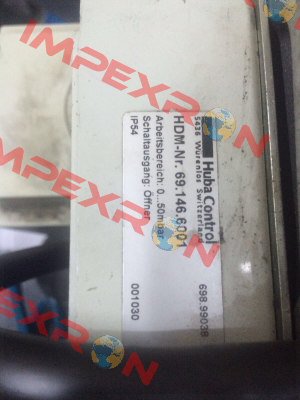 Huba Control
5436 Würenlos Switzerland
HDM-Nr. 69.146.6001
698.99038
Arbeitsbereich: 0...50mbar
Schaltausgang: Öffner
IP54
001030
IMPEXRON
IMPEXRON
IMPEXRON